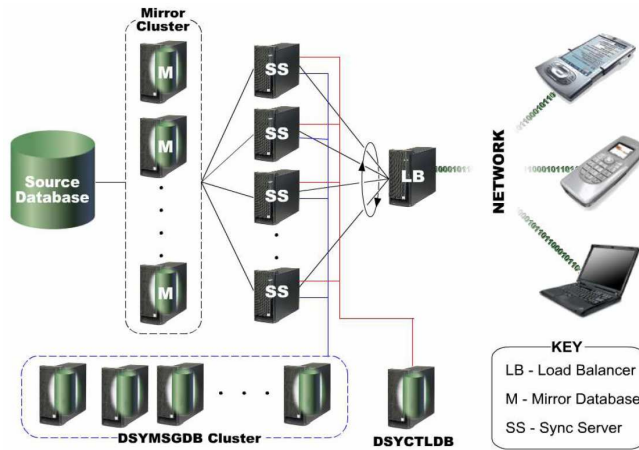 Mirror
Cluster
M
M
M
SS
SS
SS
SS
Source
Database
LB
NETWORK
DSYMSGDB Cluster
DSYCTLDB
KEY
LB - Load Balancer
M - Mirror Database
SS - Sync Server